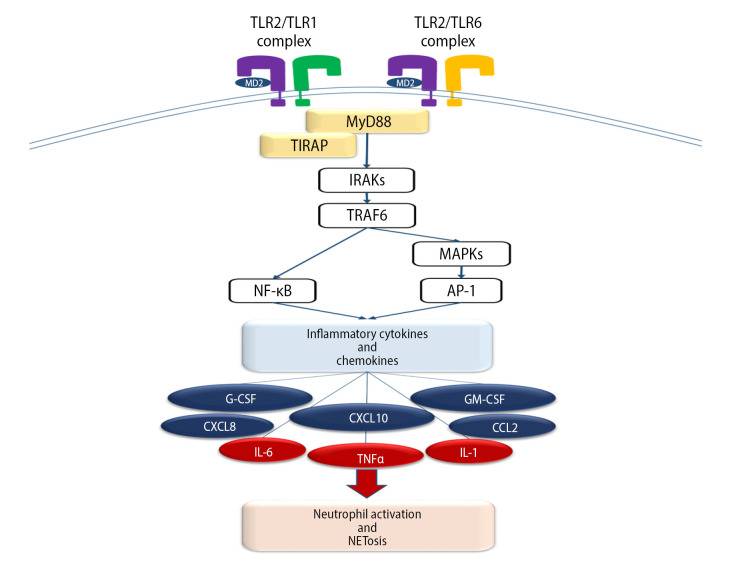 TLR2/TLR1
complex
TLR2/TLR6
complex
MD2
MD2
MyD88
TIRAP
IRAKs
TRAF6
MAPKs
NF-κB
AP-1
Inflammatory cytokines
and
chemokines
G-CSF
GM-CSF
CXCL10
CXCL8
CCL2
IL-6
TNFα
IL-1
Neutrophil activation
and
NETosis